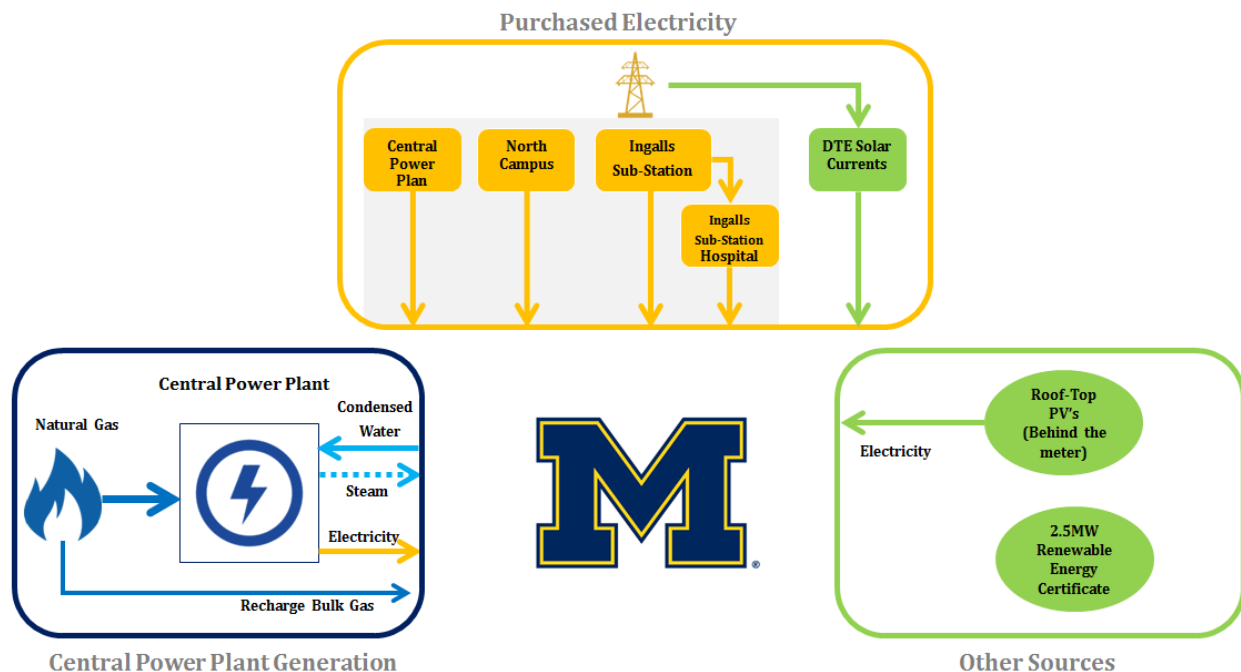 Purchased Electricity
Central
Power
Plan
North
Campus
Ingalls
Sub-Station
DTE Solar
Currents
Ingalls
Sub-Station
Hospital
Central Power Plant
Natural Gas
Condensed
Water
Steam
Electricity
Recharge Bulk Gas
Central Power Plant Generation
M
®
Roof-Top
PV's
(Behind the
meter)
Electricity
2.5MW
Renewable
Energy
Certificate
Other Sources